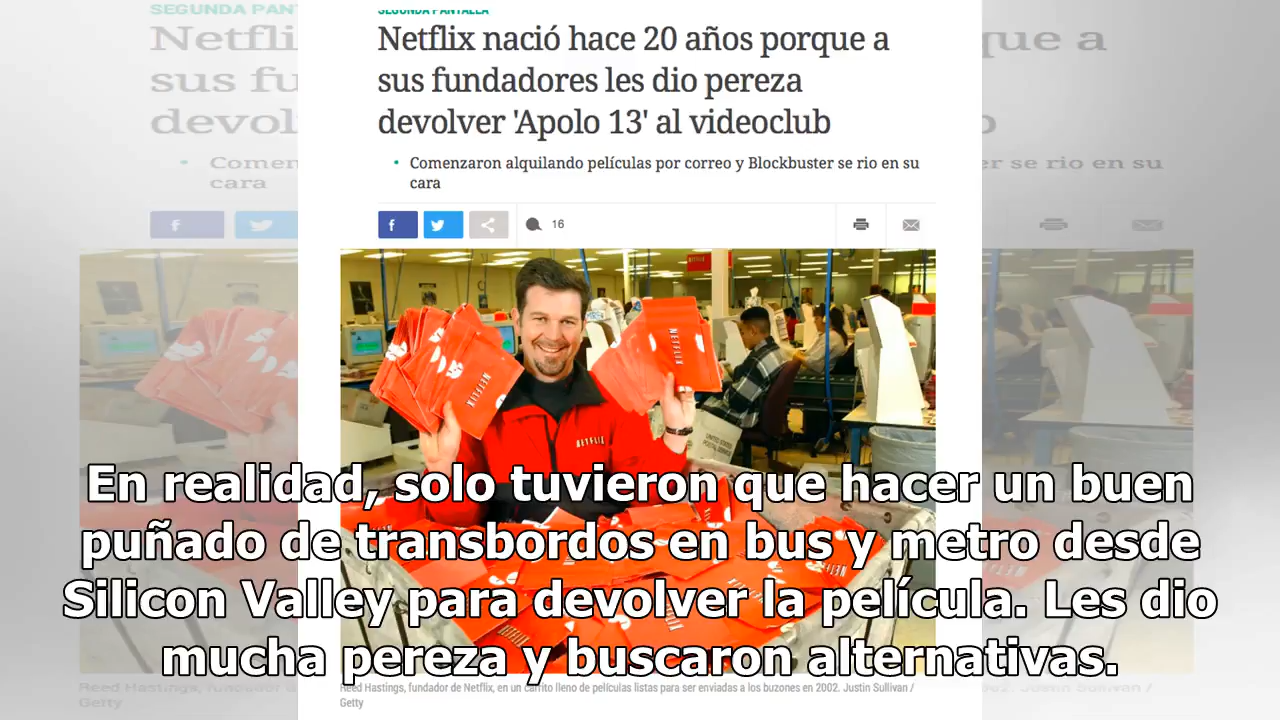 SEGUNDA PANTALLA
Netflix nació hace 20 años porque a
sus fundadores les dio pereza
devolver 'Apolo 13' al videoclub
Comenzaron alquilando películas por correo y Blockbuster se rio en su
cara
16
NETFLIX
NETFLIX
NETFLIX
En realidad, solo tuvieron que hacer un buen
puñado de transbordos en bus y metro desde
Silicon Valley para devolver la película. Les dio
mucha pereza y buscaron alternativas.
Reed Hastings, fundador de Netflix, en un carrito lleno de películas listas para ser enviadas a los buzones en 2002. Justin Sullivan /
Getty